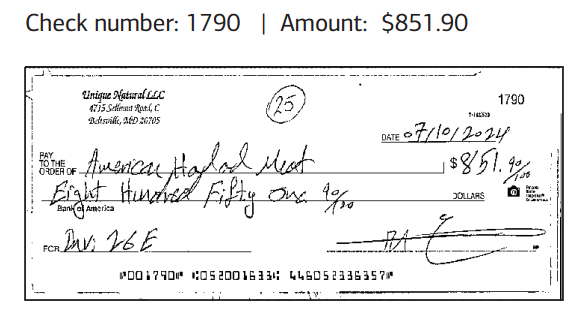 Check number: 1790 | Amount: $851.90
Unique Natural LLC
4715 Sellman Road, C
Beltsville, MD 20705
25
1790
DATE 07/10/2024
PAY TO THE ORDER OF American Halal Meat $ 851. 90/100
Eight Hundred Fifty One 90/100 DOLLARS
Bank of America
FOR Inv: 26E
⑈001790⑈ ⑆052001633⑆ 446052336357⑈